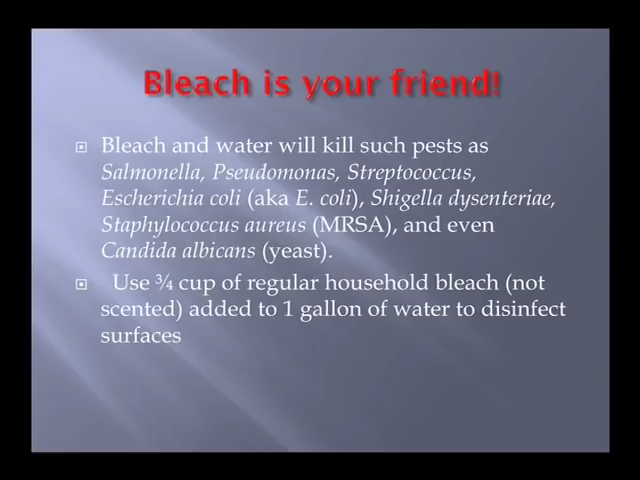 Bleach is your friend!
Bleach and water will kill such pests as
Salmonella, Pseudomonas, Streptococcus,
Escherichia coli (aka E. coli), Shigella dysenteriae,
Staphylococcus aureus (MRSA), and even
Candida albicans (yeast).
Use ¾ cup of regular household bleach (not
scented) added to 1 gallon of water to disinfect
surfaces